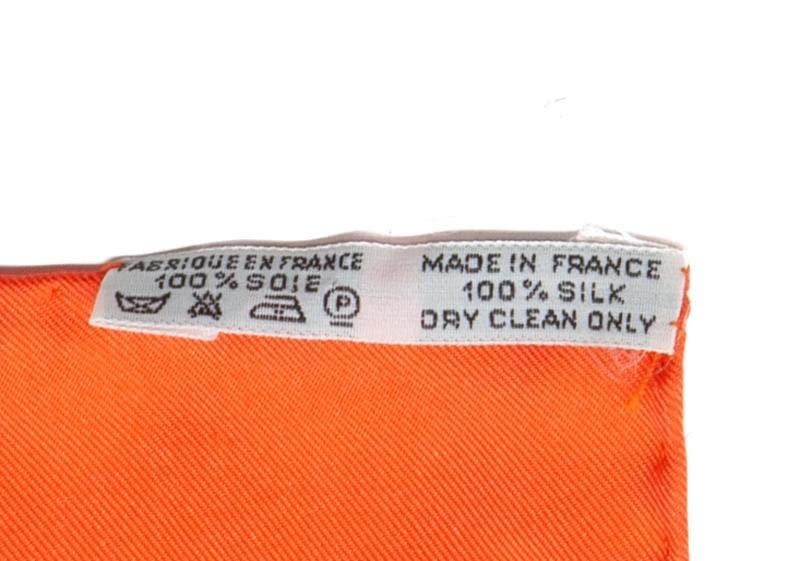 FABRIQUE EN FRANCE
100% SOIE
P
MADE IN FRANCE
100% SILK
DRY CLEAN ONLY